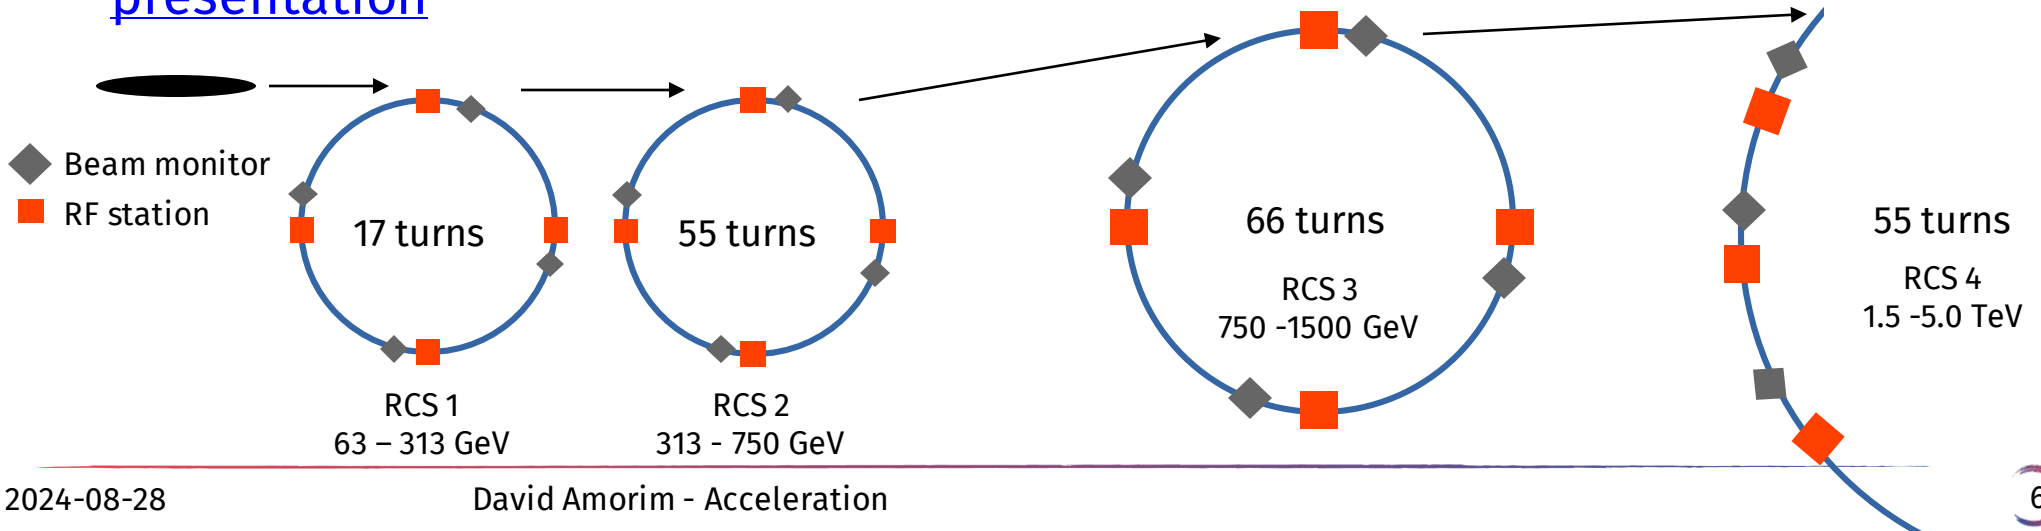 presentation
Beam monitor
RF station
17 turns
55 turns
66 turns
55 turns
RCS 1
63 – 313 GeV
RCS 2
313 - 750 GeV
RCS 3
750 -1500 GeV
RCS 4
1.5 -5.0 TeV
2024-08-28
David Amorim - Acceleration
6